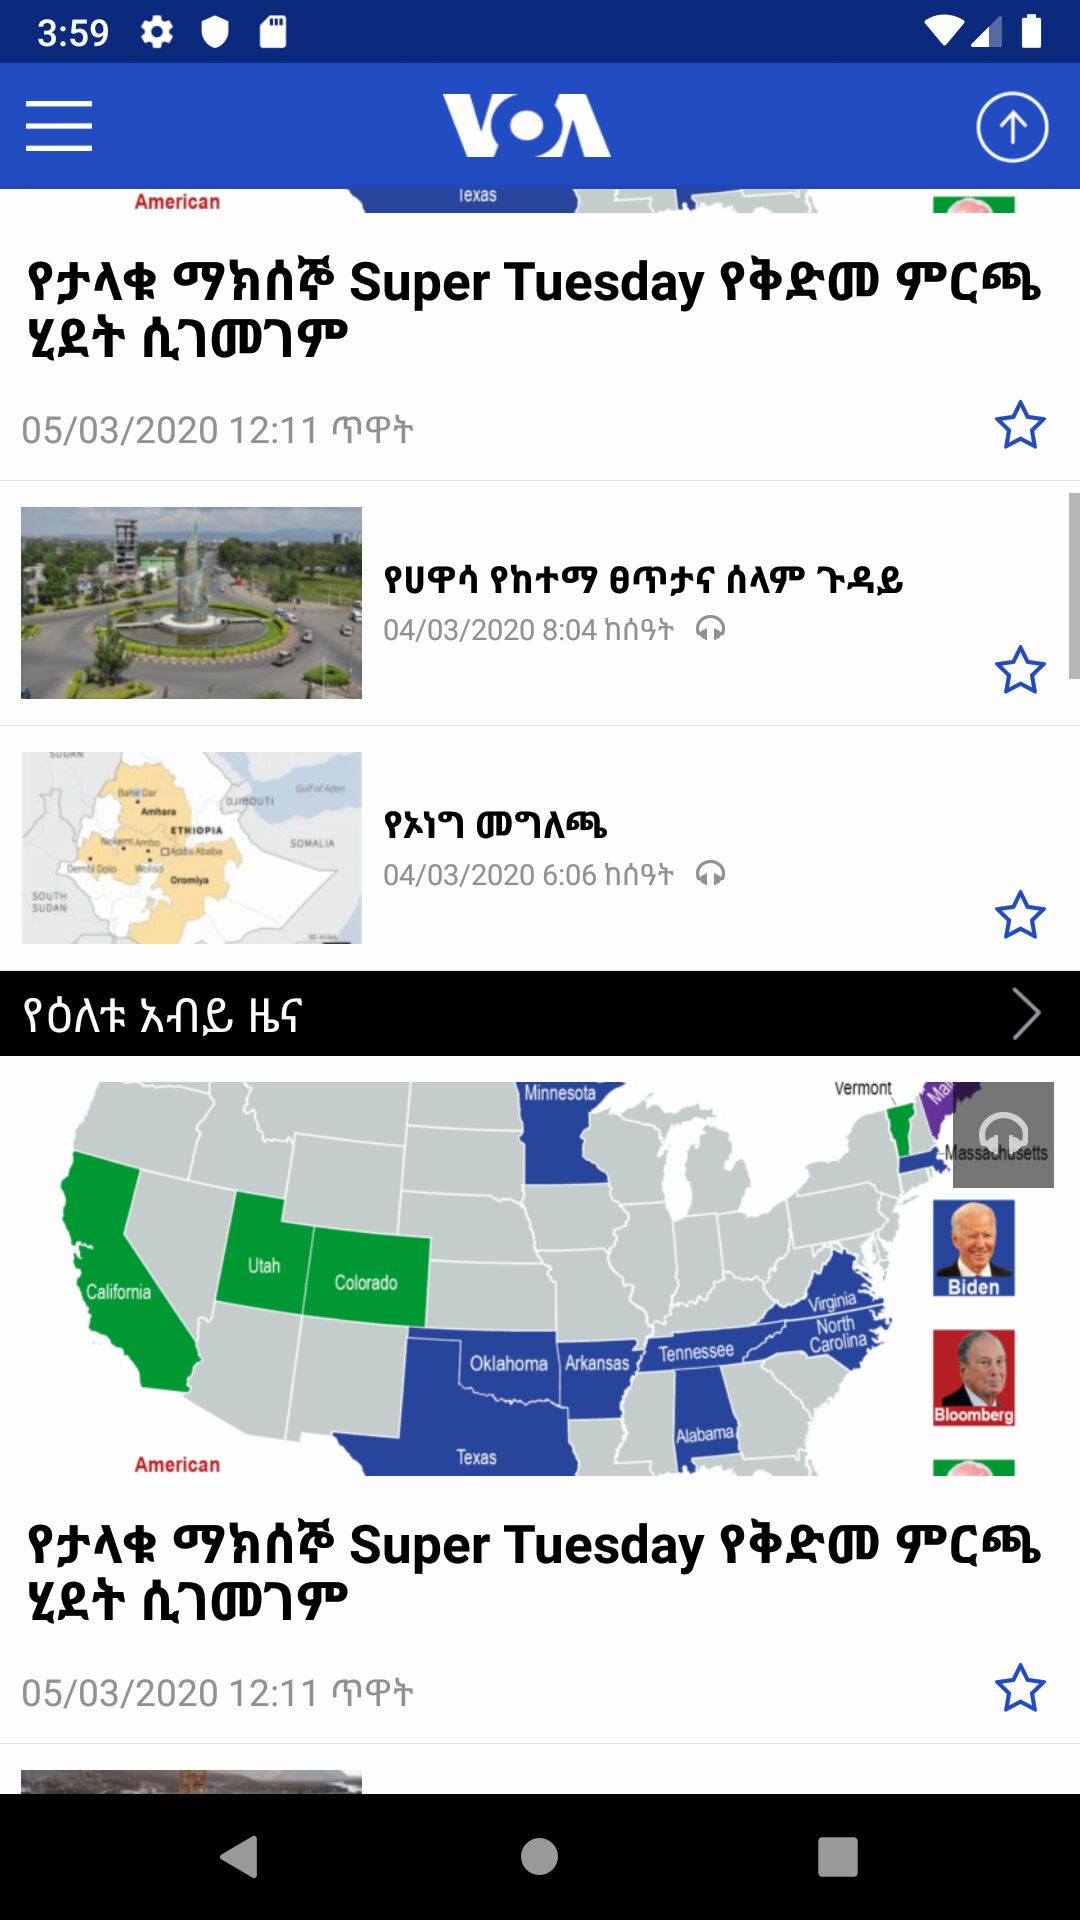 3:59
VOA
American
Texas
የታላቁ ማክሰኞ Super Tuesday የቅድመ ምርጫ
ሂደት ሲገመገም
05/03/2020 12:11 ጥዋት
የሀዋሳ የከተማ ፀጥታና ሰላም ጉዳይ
04/03/2020 8:04 ከሰዓት
SUDAN
Gulf of Aden
Bahir Dar
DJIBOUTI
Amhara
ETHIOPIA
Nekemt Ambo
Addis Ababa
SOMALIA
Dembi Dolo
Woliso
Oromiya
SOUTH
SUDAN
50 miles
የኦነግ መግለጫ
04/03/2020 6:06 ከሰዓት
የዕለቱ አብይ ዜና
Minnesota
Vermont
Massachusetts
Utah
Colorado
California
Biden
Virginia
North
Carolina
Tennessee
Oklahoma
Arkansas
Bloomberg
Alabama
Texas
American
የታላቁ ማክሰኞ Super Tuesday የቅድመ ምርጫ
ሂደት ሲገመገም
05/03/2020 12:11 ጥዋት